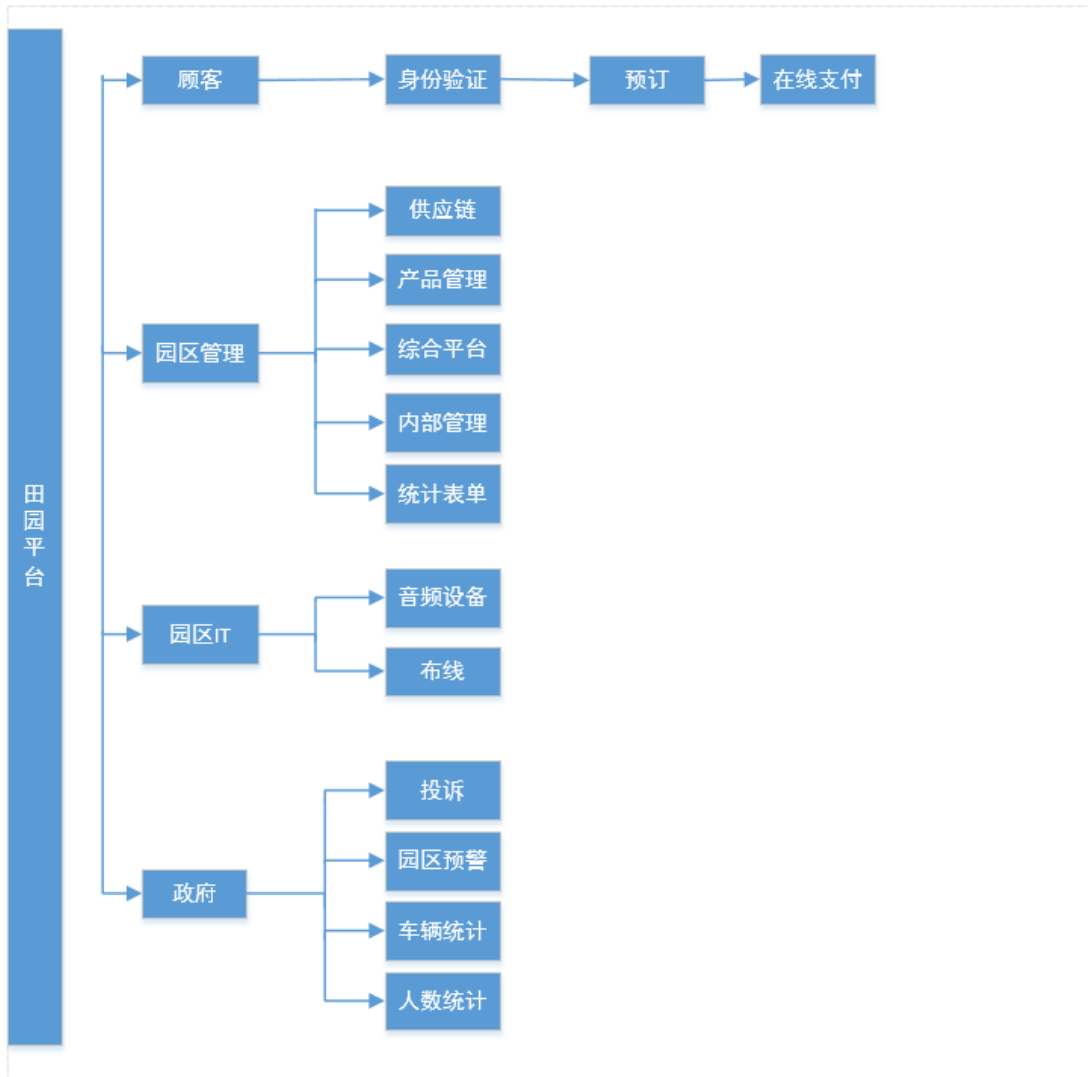 田园平台
顾客
身份验证
预订
在线支付
园区管理
供应链
产品管理
综合平台
内部管理
统计表单
园区IT
音频设备
布线
政府
投诉
园区预警
车辆统计
人数统计